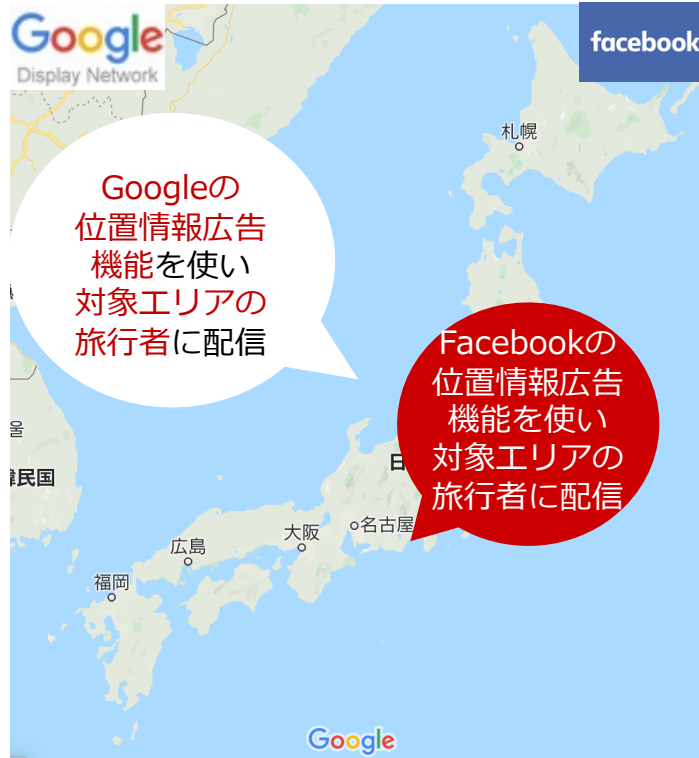 Google
Display Network
facebook
札幌
Googleの
位置情報広告
機能を使い
対象エリアの
旅行者に配信
Facebookの
位置情報広告
機能を使い
対象エリアの
旅行者に配信
울
民国
日
名古屋
大阪
広島
福岡
Google